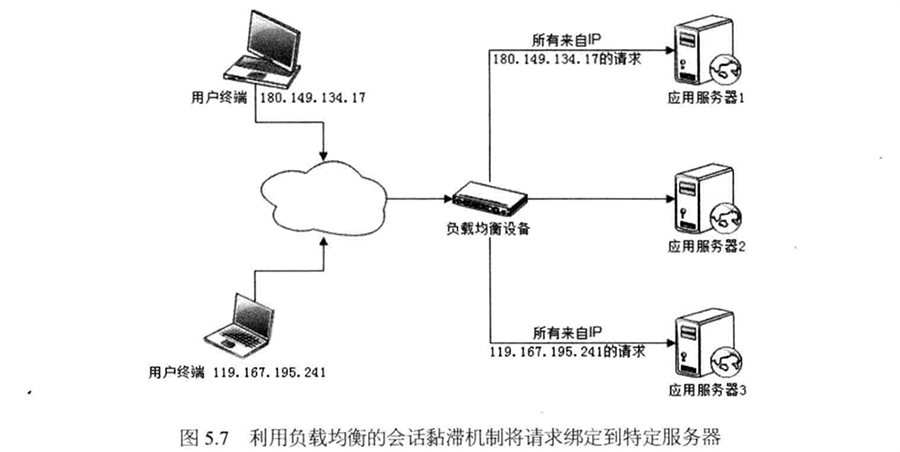 所有来自IP
180.149.134.17的请求
应用服务器1
用户终端 180.149.134.17
负载均衡设备
应用服务器2
所有来自IP
119.167.195.241的请求
用户终端 119.167.195.241
应用服务器3
图 5.7 利用负载均衡的会话黏滞机制将请求绑定到特定服务器